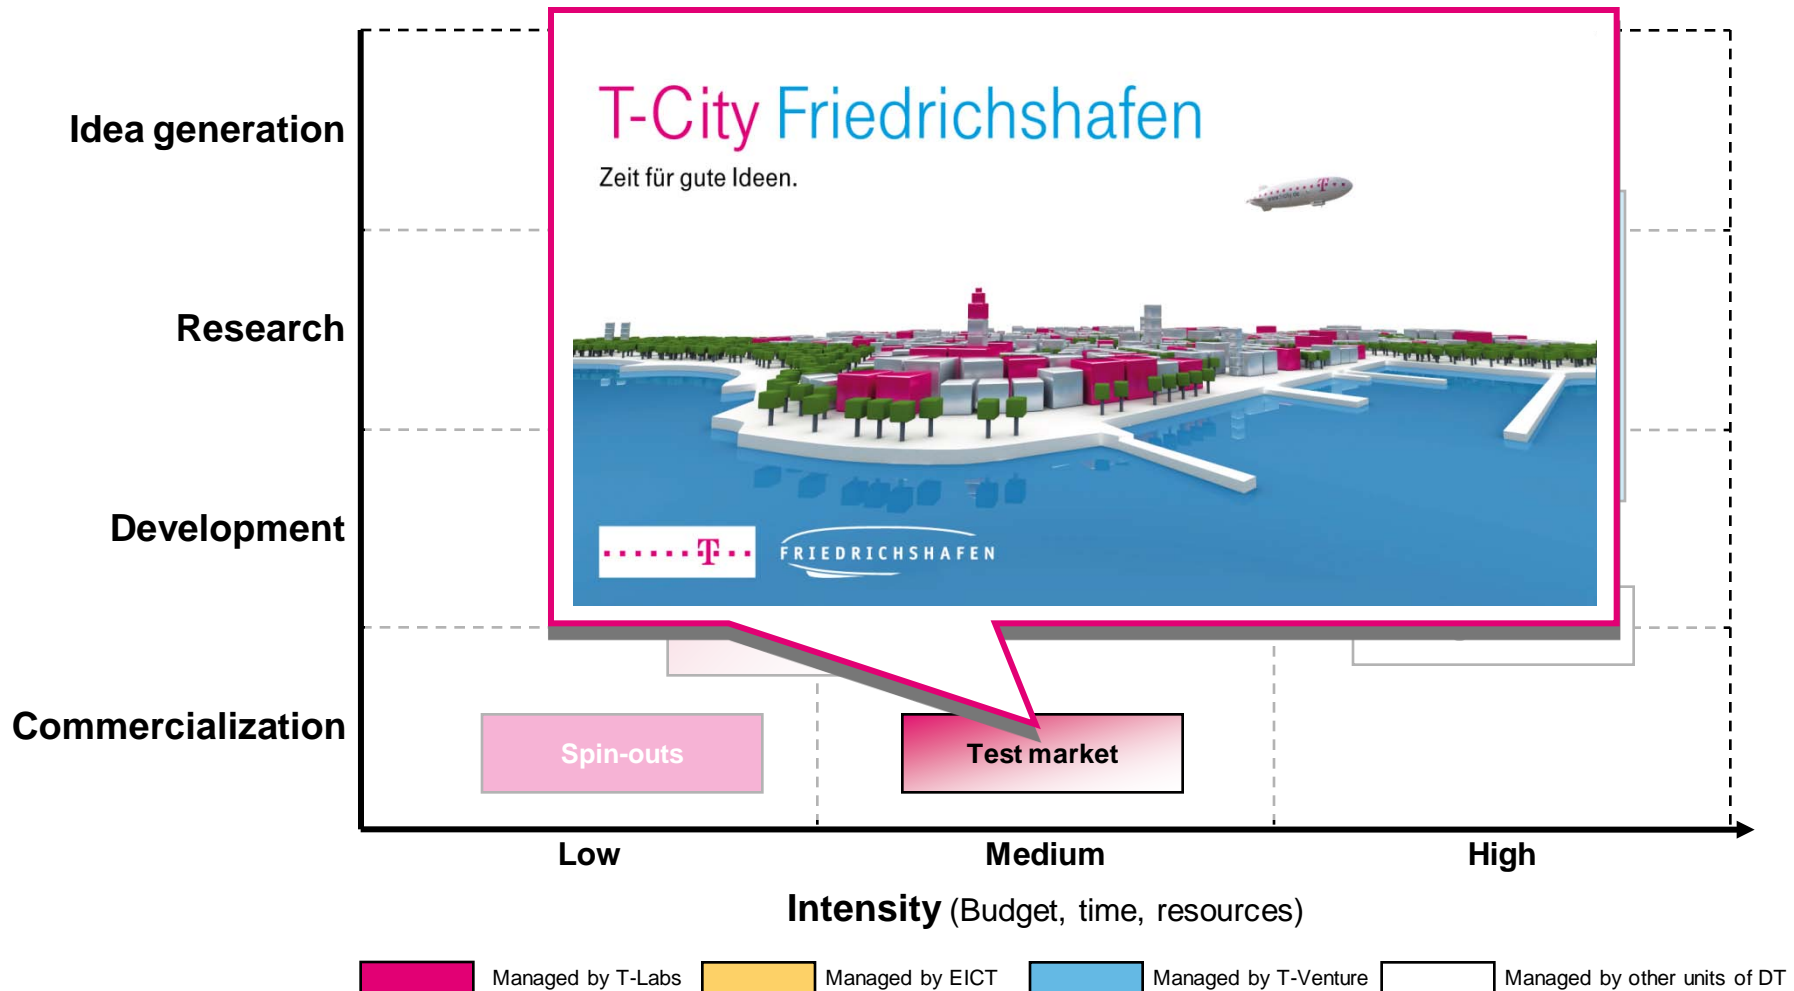 T-City Friedrichshafen
Zeit für gute Ideen.
Idea generation
Research
Development
Commercialization
T
FRIEDRICHSHAFEN
Spin-outs
Test market
Low
Medium
High
Intensity (Budget, time, resources)
Managed by T-Labs
Managed by EICT
Managed by T-Venture
Managed by other units of DT